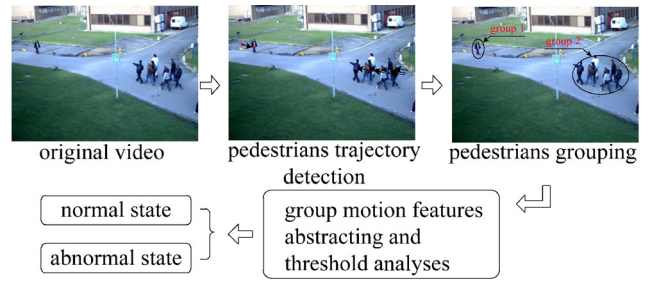 group 1
group 2
original video
pedestrians trajectory
detection
pedestrians grouping
group motion features
abstracting and
threshold analyses
normal state
abnormal state